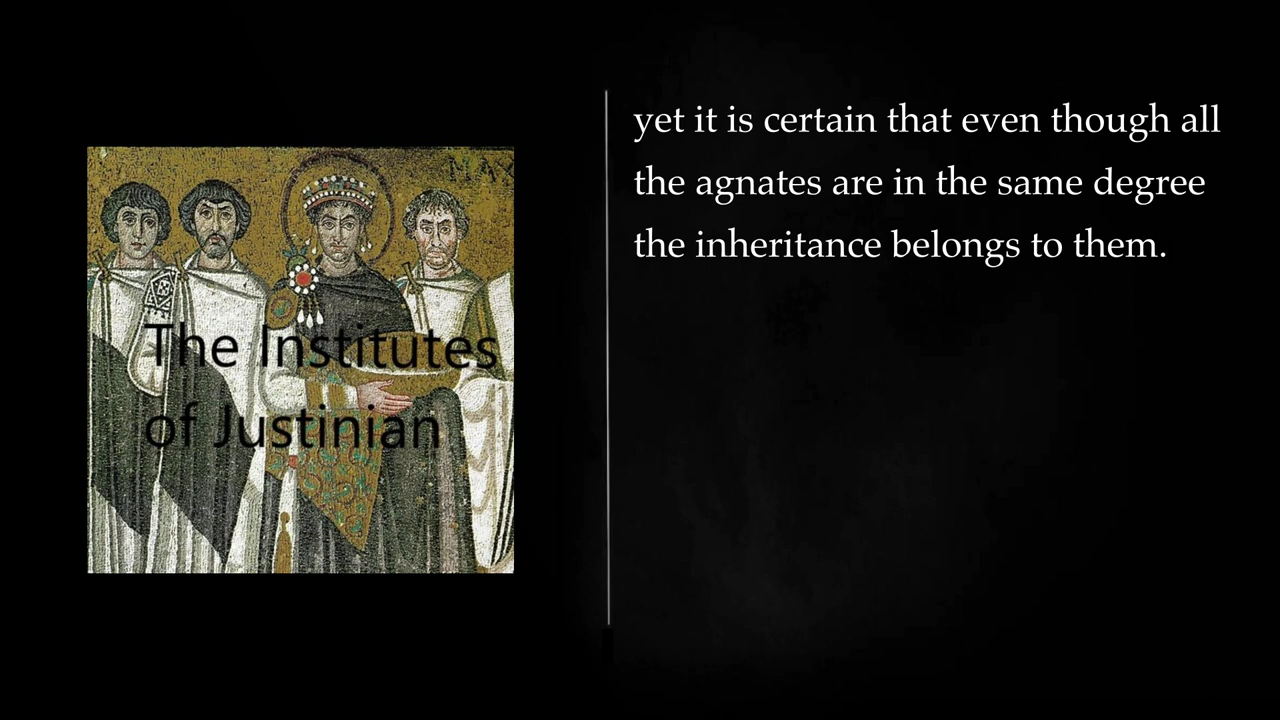 MAX
The Institutes
of Justinian
yet it is certain that even though all
the agnates are in the same degree
the inheritance belongs to them.